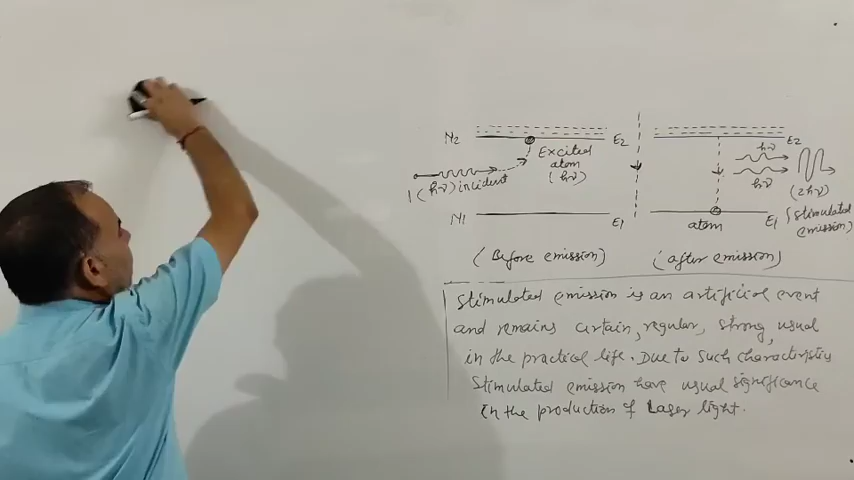 N2 E2 E2
Excited
atom
(hν)
1(hν)incident
hν
hν
(2hν)
(Stimulated
emission)
N1 E1 E1
atom
(Before emission) (after emission)
Stimulated emission is an artificial event
and remains certain, regular, strong, usual
in the practical life. Due to such characteristics
Stimulated emission have usual significance
in the production of Laser light.